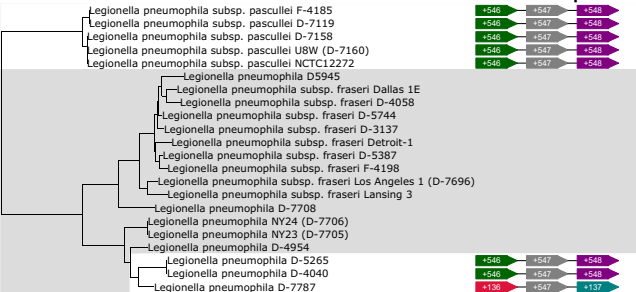 Legionella pneumophila subsp. pascullei F-4185 +546 +547 +548
Legionella pneumophila subsp. pascullei D-7119 +546 +547 +548
Legionella pneumophila subsp. pascullei D-7158 +546 +547 +548
Legionella pneumophila subsp. pascullei U8W (D-7160) +546 +547 +548
Legionella pneumophila subsp. pascullei NCTC12272 +546 +547 +548
Legionella pneumophila D5945
Legionella pneumophila subsp. fraseri Dallas 1E
Legionella pneumophila subsp. fraseri D-4058
Legionella pneumophila subsp. fraseri D-5744
Legionella pneumophila subsp. fraseri D-3137
Legionella pneumophila subsp. fraseri Detroit-1
Legionella pneumophila subsp. fraseri D-5387
Legionella pneumophila subsp. fraseri F-4198
Legionella pneumophila subsp. fraseri Los Angeles 1 (D-7696)
Legionella pneumophila subsp. fraseri Lansing 3
Legionella pneumophila D-7708
Legionella pneumophila NY24 (D-7706)
Legionella pneumophila NY23 (D-7705)
Legionella pneumophila D-4954
Legionella pneumophila D-5265 +546 +547 +548
Legionella pneumophila D-4040 +546 +547 +548
Legionella pneumophila D-7787 +136 +547 +137